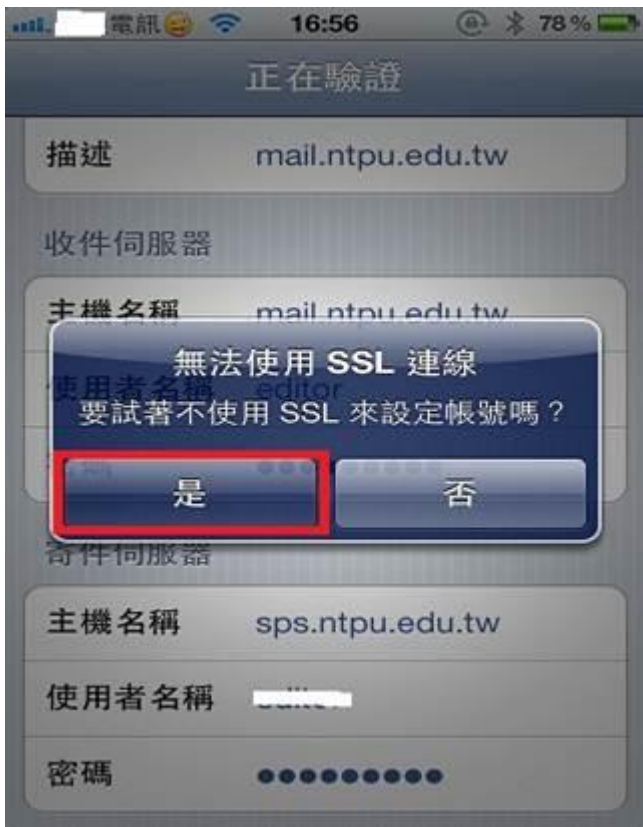 電訊 16:56 78%
正在驗證
描述 mail.ntpu.edu.tw
收件伺服器
主機名稱 mail.ntpu.edu.tw
無法使用 SSL 連線
使用者名稱 editor
要試著不使用 SSL 來設定帳號嗎？
是 否
寄件伺服器
主機名稱 sps.ntpu.edu.tw
使用者名稱
密碼